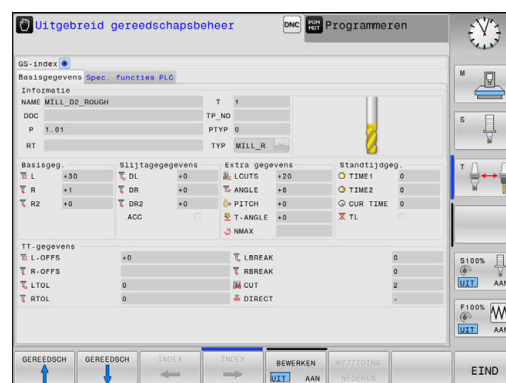 Uitgebreid gereedschapsbeheer DNC PGM MGT Programmeren
GS-index
Basisgegevens Spec. functies PLC
Informatie
NAME MILL_D2_ROUGH T 1
DOC TP_NO
P 1.01 PTYP 0
RT TYP MILL_R
Basisgeg. Slijtagegegevens Extra gegevens Standtijdgeg.
L +30 DL +0 LCUTS +20 TIME1 0
R +1 DR +0 ANGLE +6 TIME2 0
R2 +0 DR2 +0 PITCH +0 CUR TIME 0
ACC T-ANGLE +0 TL
NMAX
TT-gegevens
L-OFFS +0 LBREAK 0
R-OFFS RBREAK 0
LTOL 0 CUT 2
RTOL 0 DIRECT -
M
S
T
S100%
UIT AAN
F100%
UIT AAN
GEREEDSCH GEREEDSCH INDEX INDEX BEWERKEN WIJZIGING EIND
UIT AAN NEGEREN